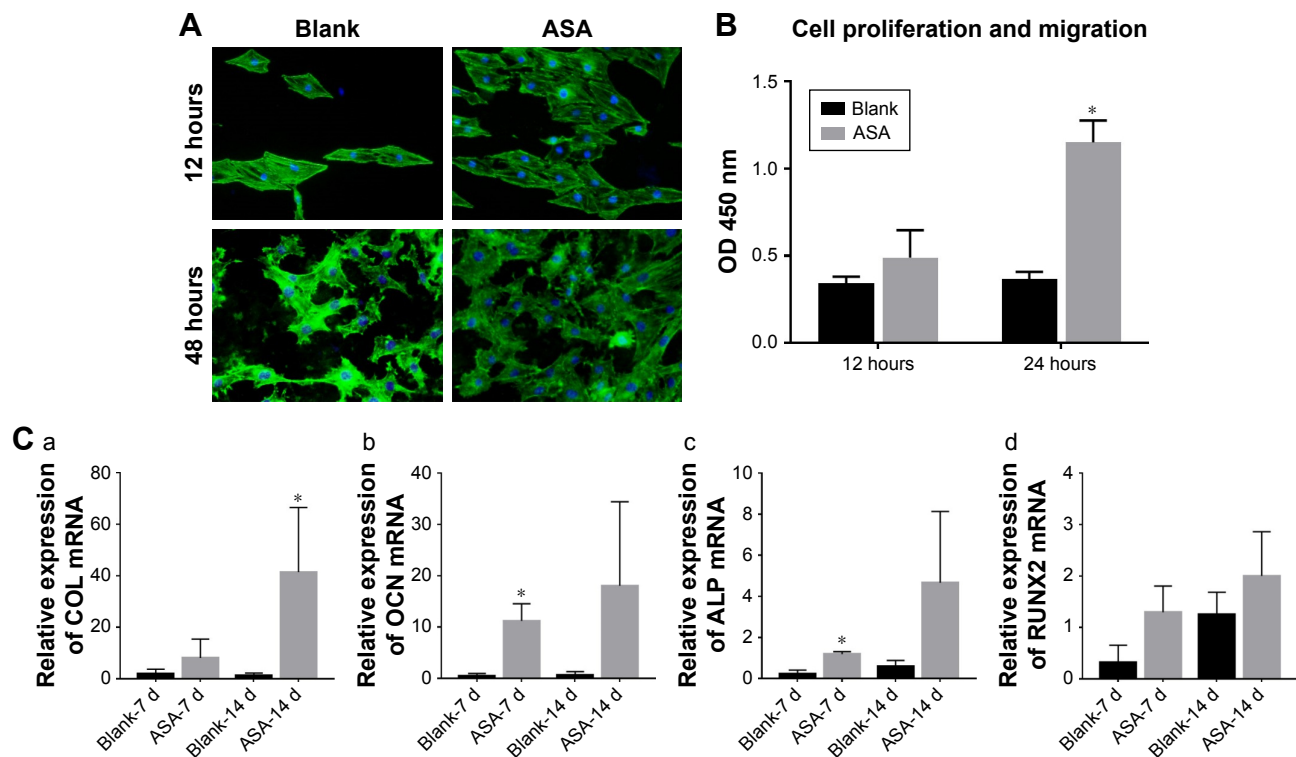 A
Blank
ASA
12 hours
48 hours
B
Cell proliferation and migration
OD 450 nm
1.5
1.0
0.5
0.0
Blank
ASA
*
12 hours
24 hours
C
a
Relative expression
of COL mRNA
80
60
40
20
0
*
Blank-7 d
ASA-7 d
Blank-14 d
ASA-14 d
b
Relative expression
of OCN mRNA
40
30
20
10
0
*
Blank-7 d
ASA-7 d
Blank-14 d
ASA-14 d
c
Relative expression
of ALP mRNA
10
8
6
4
2
0
*
Blank-7 d
ASA-7 d
Blank-14 d
ASA-14 d
d
Relative expression
of RUNX2 mRNA
4
3
2
1
0
Blank-7 d
ASA-7 d
Blank-14 d
ASA-14 d